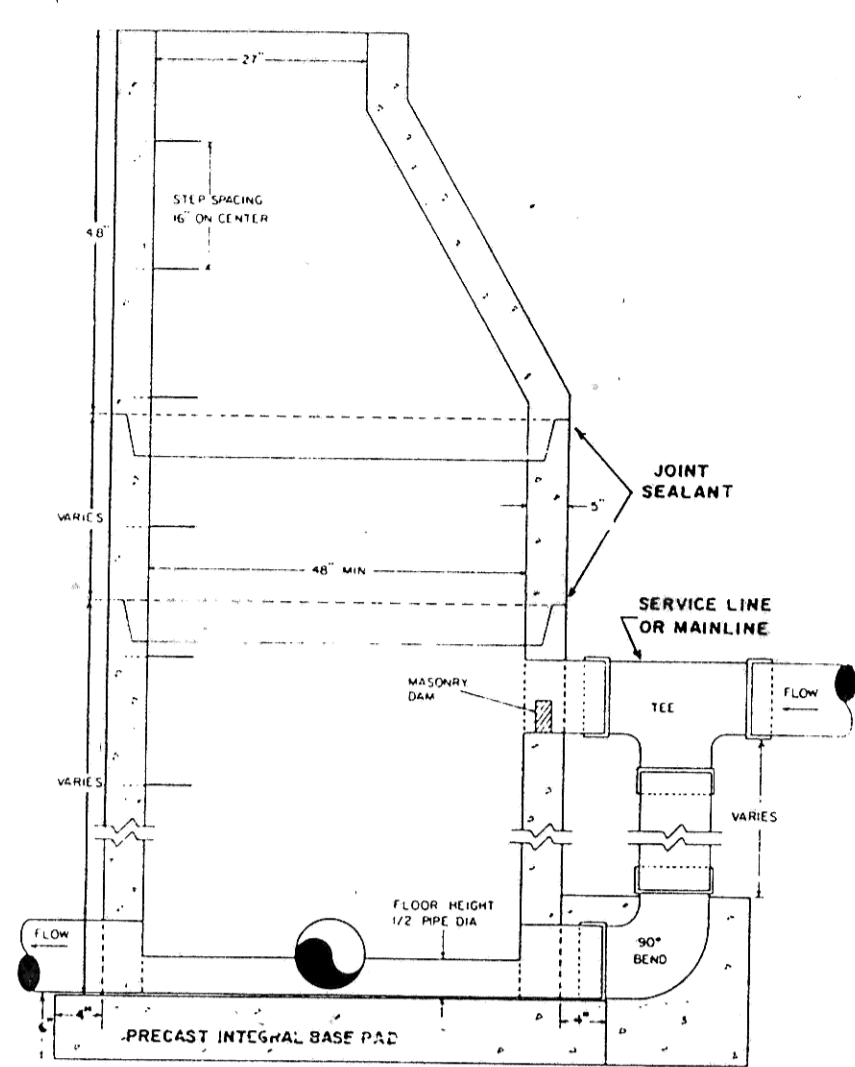 27"
STEP SPACING
16" ON CENTER
48"
JOINT
SEALANT
VARIES
5"
48" MIN
SERVICE LINE
OR MAINLINE
MASONRY
DAM
TEE
FLOW
VARIES
VARIES
FLOOR HEIGHT
1/2 PIPE DIA
FLOW
90°
BEND
6"
4"
4"
PRECAST INTEGRAL BASE PAD